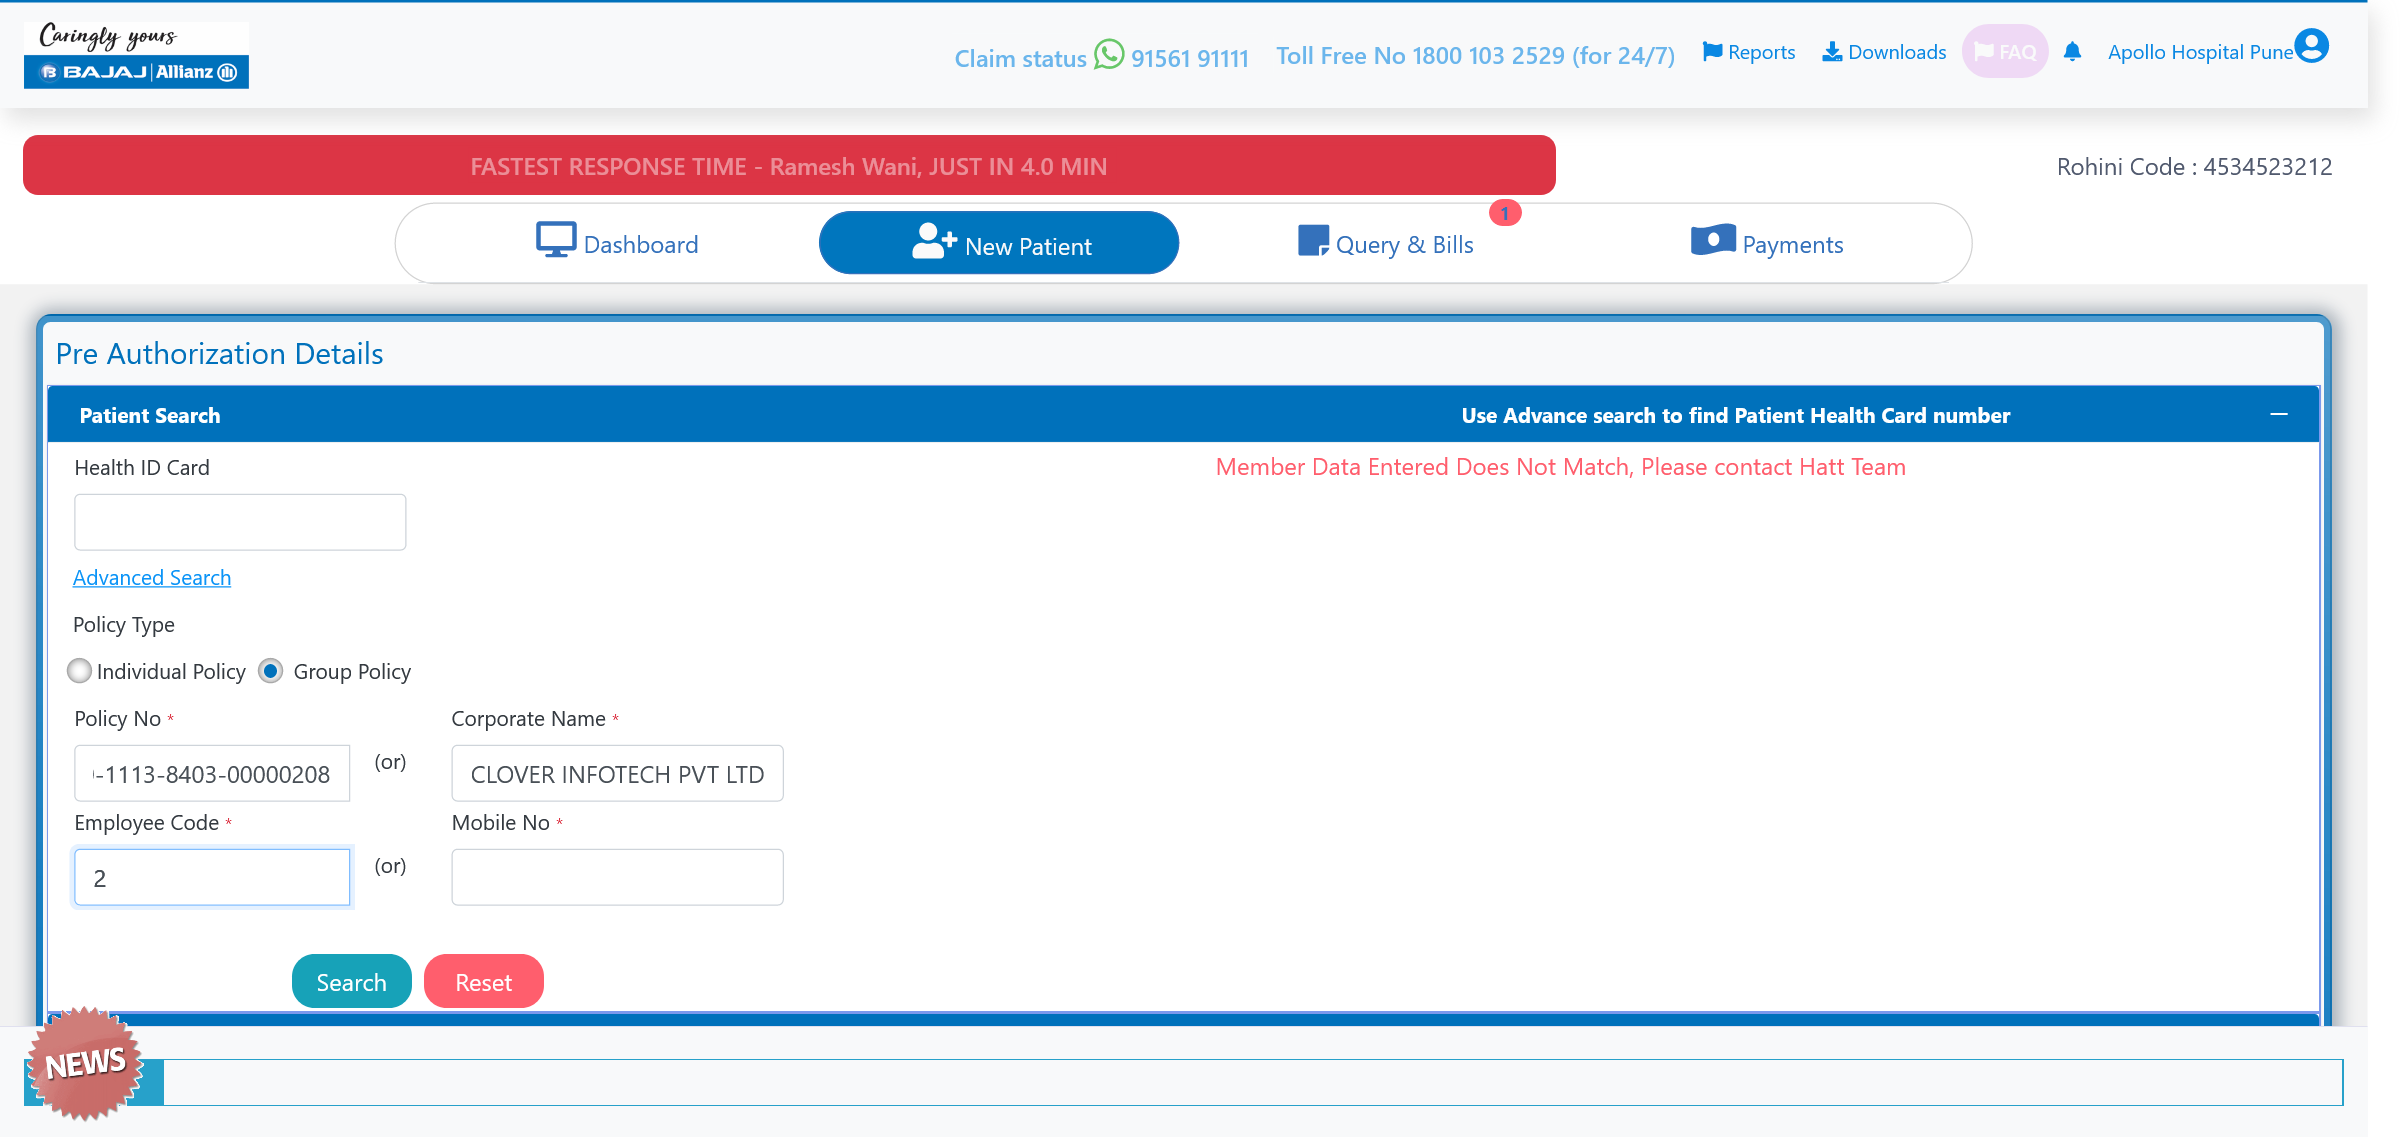 Caringly yours
BAJAJ | Allianz
Claim status 91561 91111 Toll Free No 1800 103 2529 (for 24/7) Reports Downloads FAQ Apollo Hospital Pune
FASTEST RESPONSE TIME - Ramesh Wani, JUST IN 4.0 MIN
Rohini Code : 4534523212
Dashboard New Patient Query & Bills 1 Payments
Pre Authorization Details
Patient Search Use Advance search to find Patient Health Card number
Health ID Card Member Data Entered Does Not Match, Please contact Hatt Team
Advanced Search
Policy Type
Individual Policy Group Policy
Policy No * Corporate Name *
-1113-8403-00000208 (or) CLOVER INFOTECH PVT LTD
Employee Code * Mobile No *
2 (or)
Search Reset
NEWS